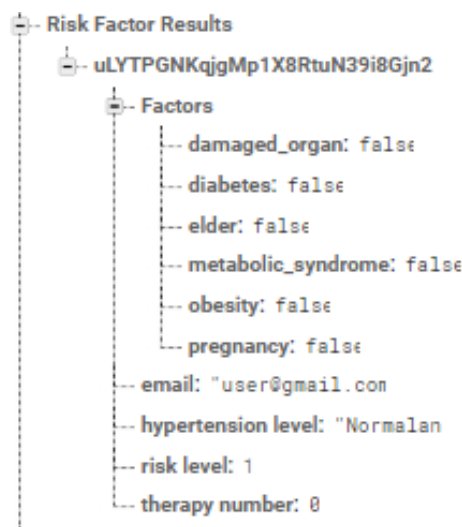 Risk Factor Results
uLYTPGNKqjgMp1X8RtuN39i8Gjn2
Factors
damaged_organ: false
diabetes: false
elder: false
metabolic_syndrome: false
obesity: false
pregnancy: false
email: "user@gmail.com
hypertension level: "Normalan
risk level: 1
therapy number: 0